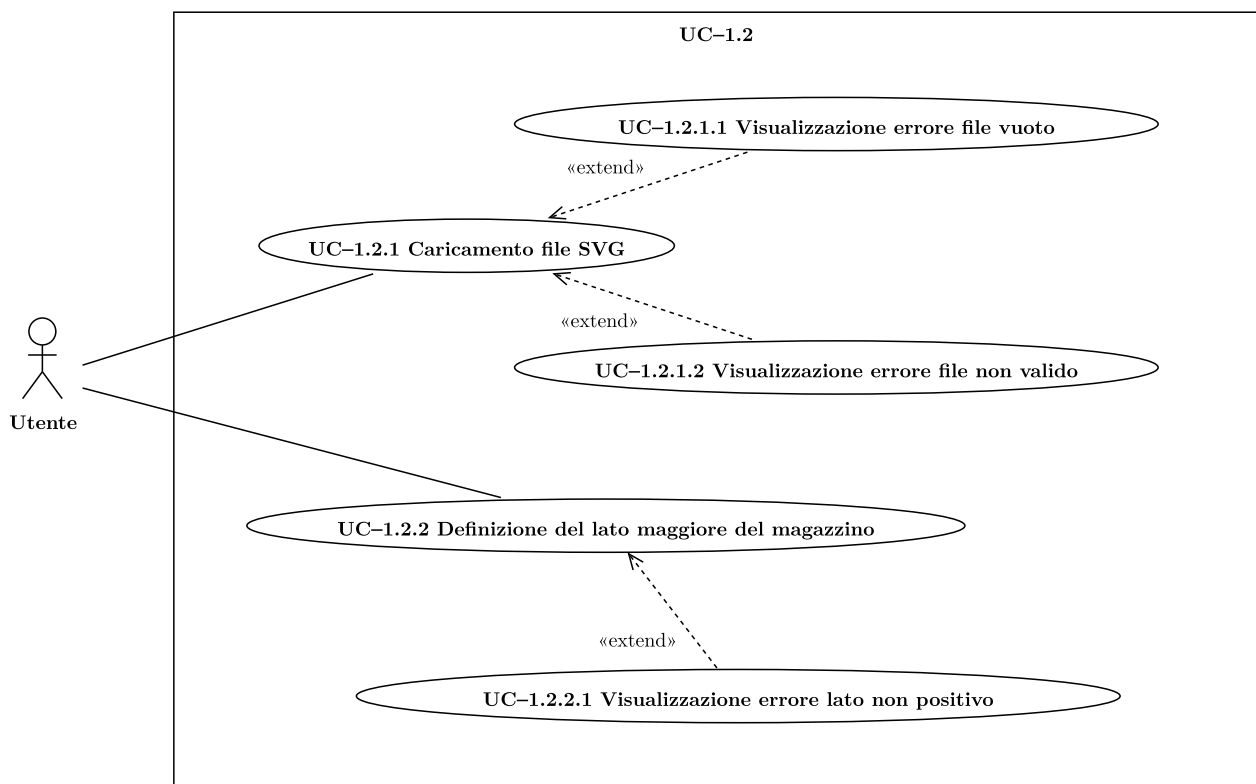 UC–1.2
UC–1.2.1.1 Visualizzazione errore file vuoto
«extend»
UC–1.2.1 Caricamento file SVG
«extend»
UC–1.2.1.2 Visualizzazione errore file non valido
Utente
UC–1.2.2 Definizione del lato maggiore del magazzino
«extend»
UC–1.2.2.1 Visualizzazione errore lato non positivo